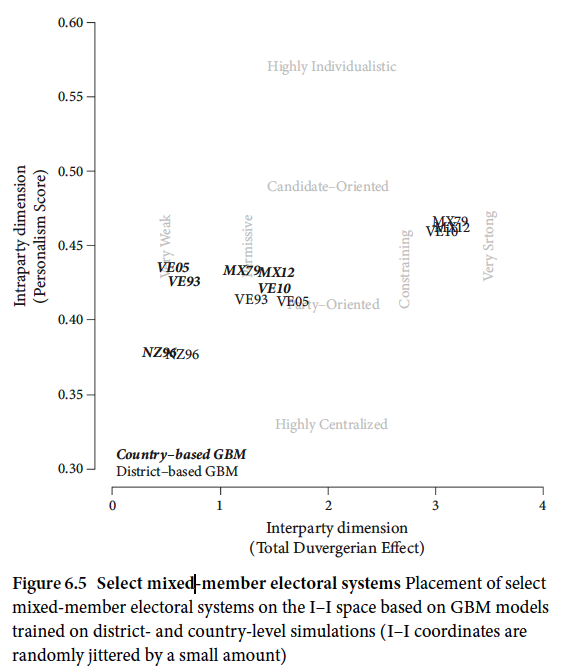 0.60
Highly Individualistic
0.55
0.50
Candidate–Oriented
Intraparty dimension
(Personalism Score)
0.45
Very Weak
Permissive
Constraining
Very Srtong
MX79
MX12
VE10
VE05
VE93
MX79
MX12
VE10
VE93
VE05
Party–Oriented
0.40
NZ96
NZ96
0.35
Highly Centralized
Country–based GBM
District–based GBM
0.30
0 1 2 3 4
Interparty dimension
(Total Duvergerian Effect)
Figure 6.5 Select mixed-member electoral systems Placement of select
mixed-member electoral systems on the I–I space based on GBM models
trained on district- and country-level simulations (I–I coordinates are
randomly jittered by a small amount)